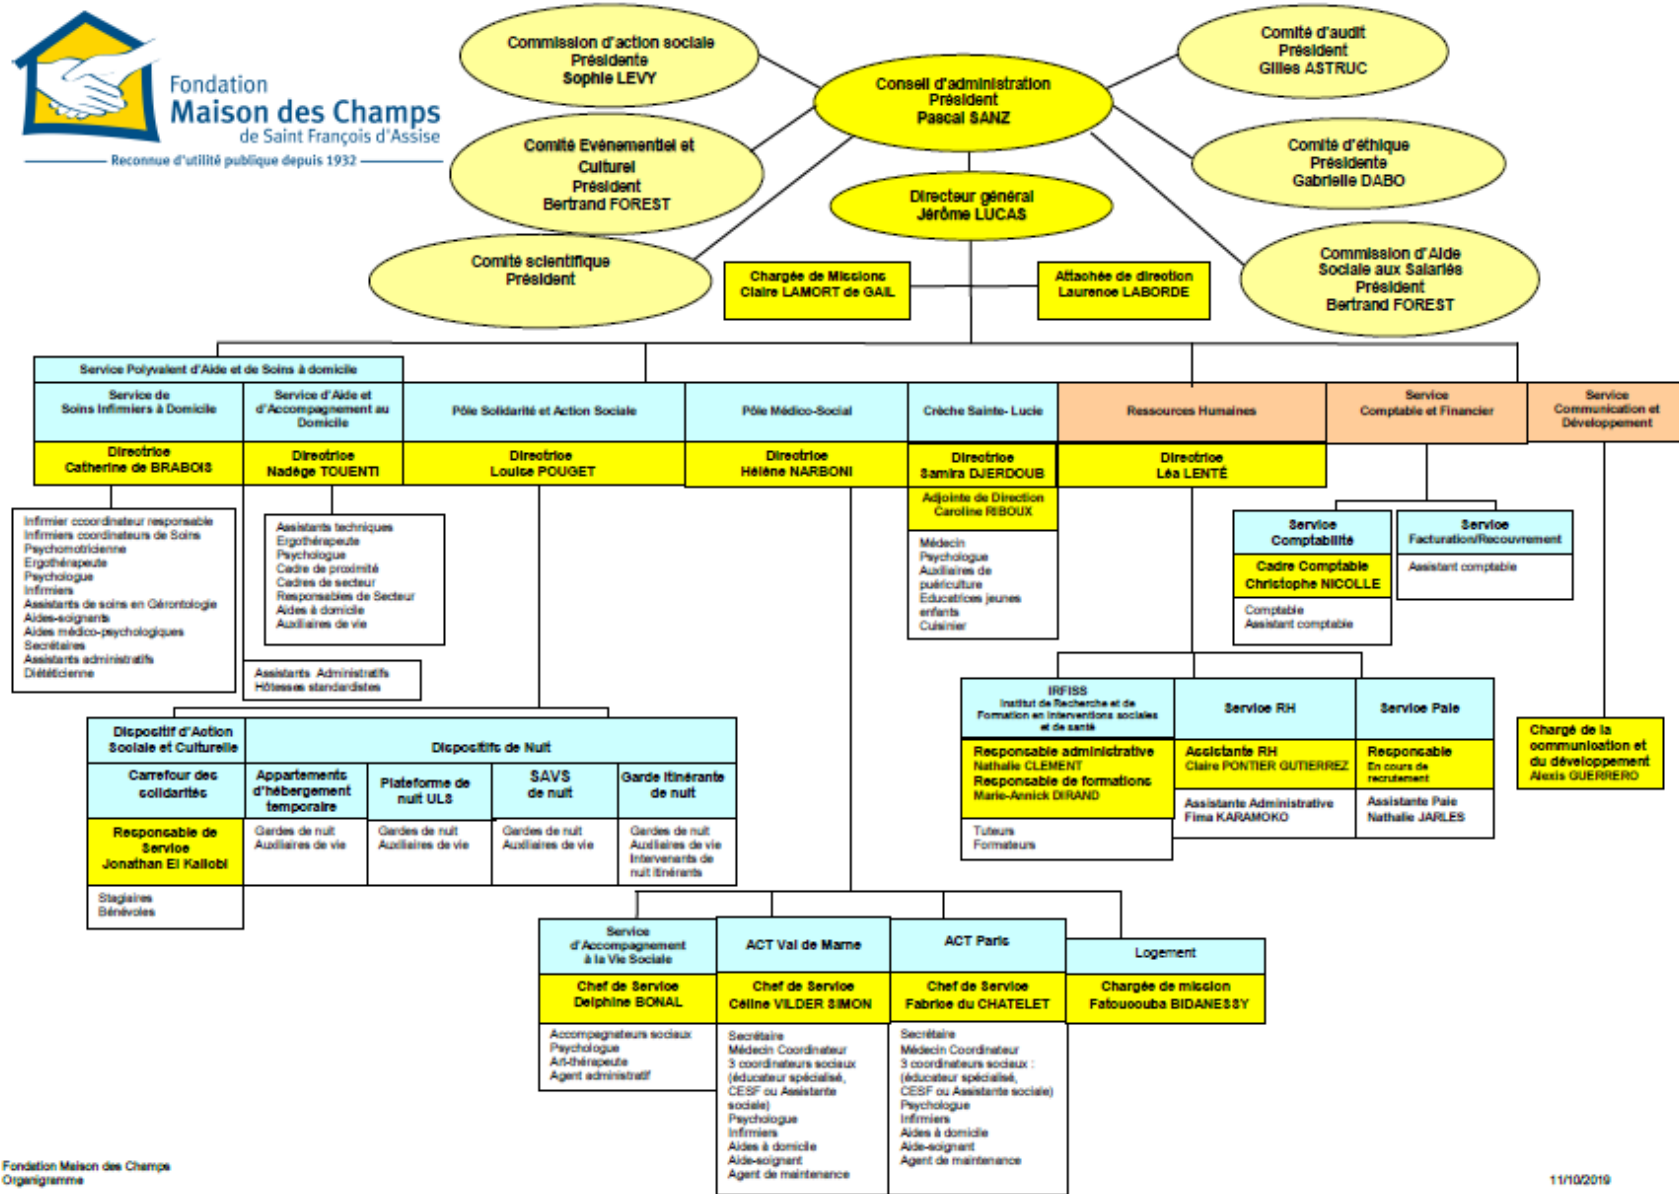 Fondation
Maison des Champs
de Saint François d'Assise
Reconnue d'utilité publique depuis 1932
Commission d'action sociale
Présidente
Sophie LEVY
Comité Evénementiel et
Culturel
Président
Bertrand FOREST
Comité scientifique
Président
Conseil d'administration
Président
Pascal SANZ
Directeur général
Jérôme LUCAS
Comité d'audit
Président
Gilles ASTRUC
Comité d'éthique
Présidente
Gabrielle DABO
Commission d'Aide
Sociale aux Salariés
Président
Bertrand FOREST
Chargée de Missions
Claire LAMORT de GAIL
Attachée de direction
Laurence LABORDE
Service Polyvalent d'Aide et de Soins à domicile
Service de
Soins Infirmiers à Domicile
Directrice
Catherine de BRABOIS
Infirmier coordinateur responsable
Infirmiers coordinateurs de Soins
Psychomotricienne
Ergothérapeute
Psychologue
Infirmiers
Assistants de soins en Gérontologie
Aides-soignants
Aides médico-psychologiques
Secrétaires
Assistants administratifs
Diététicienne
Service d'Aide et
d'Accompagnement au
Domicile
Directrice
Nadège TOUENTI
Assistants techniques
Ergothérapeute
Psychologue
Cadre de proximité
Cadres de secteur
Responsables de Secteur
Aides à domicile
Auxiliaires de vie
Assistants Administratifs
Hôtesses standardistes
Pôle Solidarité et Action Sociale
Directrice
Louise POUGET
Pôle Médico-Social
Directrice
Hélène NARBONI
Crèche Sainte- Lucie
Directrice
Samira DJERDOUB
Adjointe de Direction
Caroline RIBOUX
Médecin
Psychologue
Auxiliaires de
puériculture
Educatrices jeunes
enfants
Cuisinier
Ressources Humaines
Directrice
Léa LENTÉ
Service
Comptable et Financier
Service
Comptabilité
Cadre Comptable
Christophe NICOLLE
Comptable
Assistant comptable
Service
Facturation/Recouvrement
Assistant comptable
Service
Communication et
Développement
Chargé de la
communication et
du développement
Alexis GUERRERO
IRFISS
Institut de Recherche et de
Formation en interventions sociales
et de santé
Responsable administrative
Nathalie CLEMENT
Responsable de formations
Marie-Annick DIRAND
Tuteurs
Formateurs
Service RH
Assistante RH
Claire PONTIER GUTIERREZ
Assistante Administrative
Fima KARAMOKO
Service Paie
Responsable
En cours de
recrutement
Assistante Paie
Nathalie JARLES
Dispositif d'Action
Sociale et Culturelle
Dispositifs de Nuit
Carrefour des
solidarités
Responsable de
Service
Jonathan El Kallobi
Stagiaires
Bénévoles
Appartements
d'hébergement
temporaire
Gardes de nuit
Auxiliaires de vie
Plateforme de
nuit ULS
Gardes de nuit
Auxiliaires de vie
SAVS
de nuit
Gardes de nuit
Auxiliaires de vie
Garde Itinérante
de nuit
Gardes de nuit
Auxiliaires de vie
Intervenants de
nuit itinérants
Service
d'Accompagnement
à la Vie Sociale
Chef de Service
Delphine BONAL
Accompagnateurs sociaux
Psychologue
Art-thérapeute
Agent administratif
ACT Val de Marne
Chef de Service
Céline VILDER SIMON
Secrétaire
Médecin Coordinateur
3 coordinateurs sociaux
(éducateur spécialisé,
CESF ou Assistante
sociale)
Psychologue
Infirmiers
Aides à domicile
Aide-soignant
Agent de maintenance
ACT Paris
Chef de Service
Fabrice du CHATELET
Secrétaire
Médecin Coordinateur
3 coordinateurs sociaux :
(éducateur spécialisé,
CESF ou Assistante sociale)
Psychologue
Infirmiers
Aides à domicile
Aide-soignant
Agent de maintenance
Logement
Chargée de mission
Fatoucouba BIDANESSY
Fondation Maison des Champs
Organigramme
11/10/2019